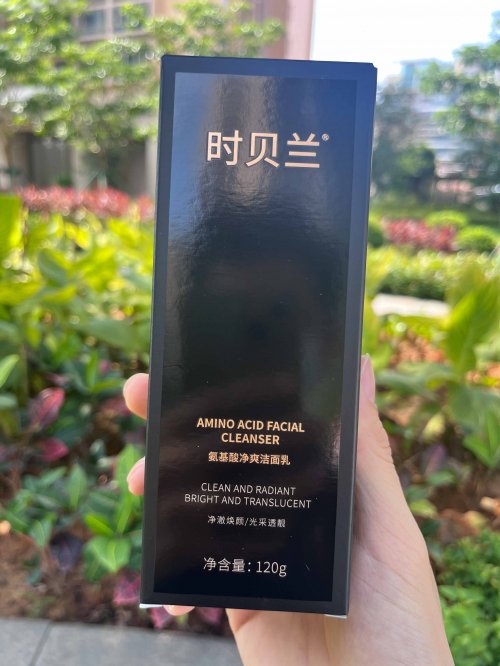 时贝兰®
AMINO ACID FACIAL
CLEANSER
氨基酸净爽洁面乳
CLEAN AND RADIANT
BRIGHT AND TRANSLUCENT
净澈焕颜/光采透靓
净含量：120g